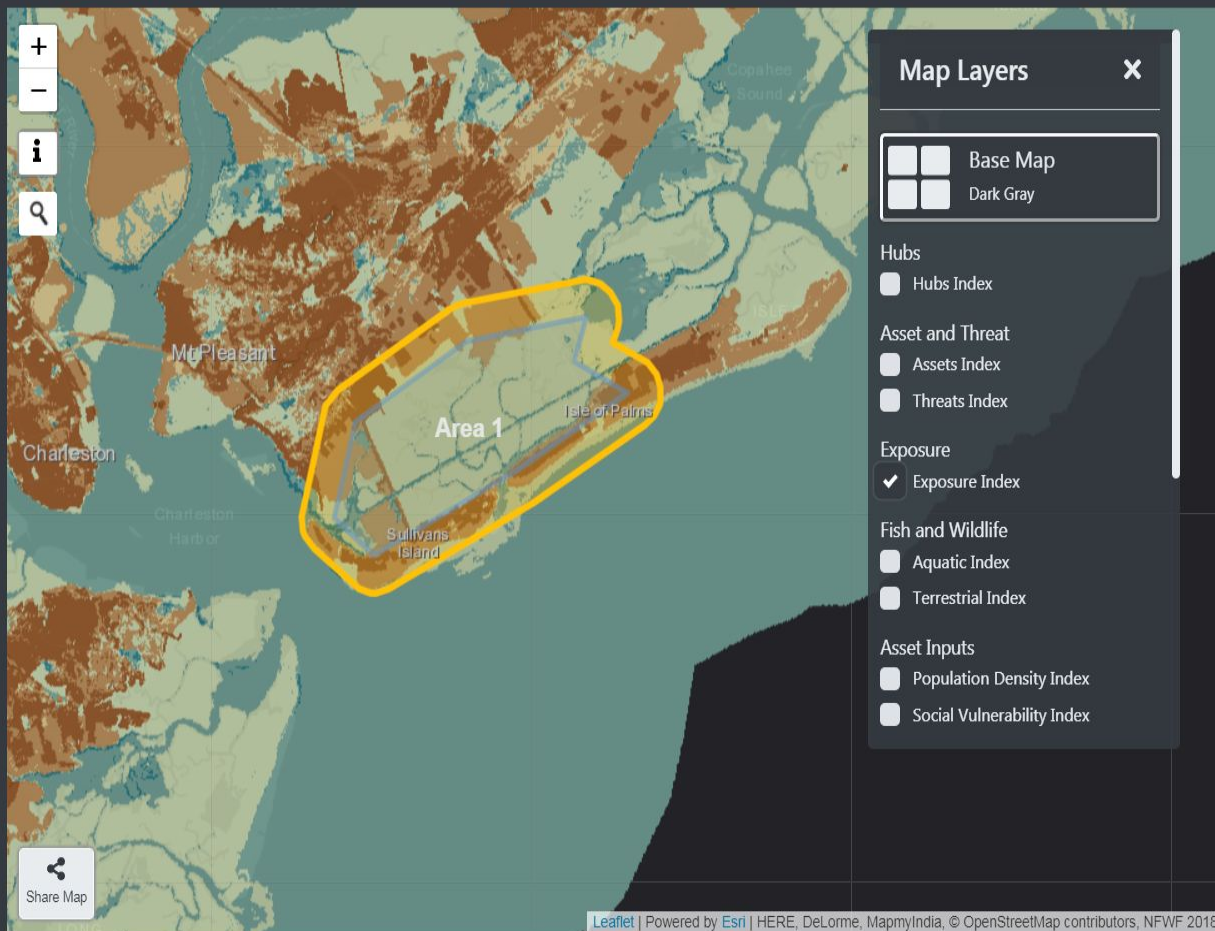 +
−
i
Copahee
Sound
Mt Pleasant
Isle of Palms
Area 1
Charleston
Charleston
Harbor
Sullivans
Island
Share Map
Map Layers
Base Map
Dark Gray
Hubs
Hubs Index
Asset and Threat
Assets Index
Threats Index
Exposure
Exposure Index
Fish and Wildlife
Aquatic Index
Terrestrial Index
Asset Inputs
Population Density Index
Social Vulnerability Index
Leaflet | Powered by Esri | HERE, DeLorme, MapmyIndia, © OpenStreetMap contributors, NFWF 2018